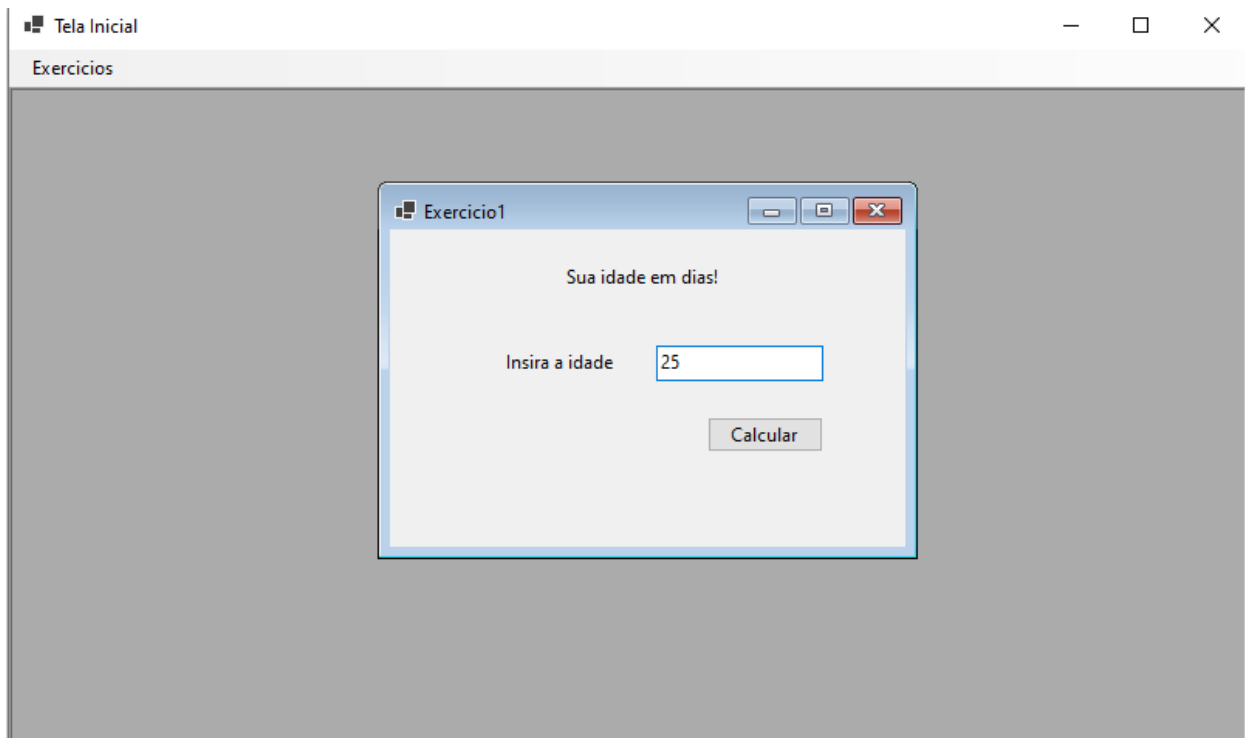 Tela Inicial
Exercicios
Exercicio1
Sua idade em dias!
Insira a idade 25
Calcular